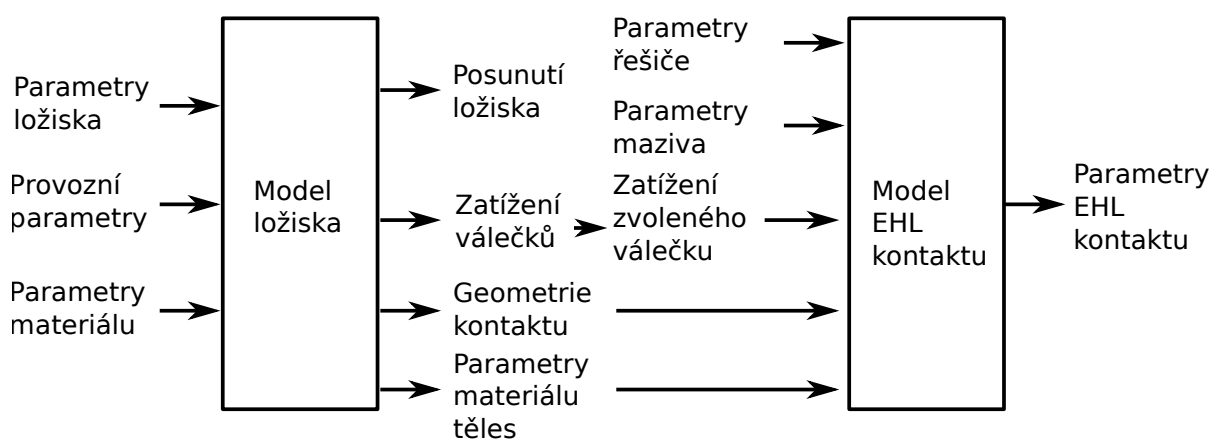 Parametry
ložiska
Provozní
parametry
Parametry
materiálu
Model
ložiska
Posunutí
ložiska
Zatížení
válečků
Geometrie
kontaktu
Parametry
materiálu
těles
Parametry
řešiče
Parametry
maziva
Zatížení
zvoleného
válečku
Model
EHL
kontaktu
Parametry
EHL
kontaktu